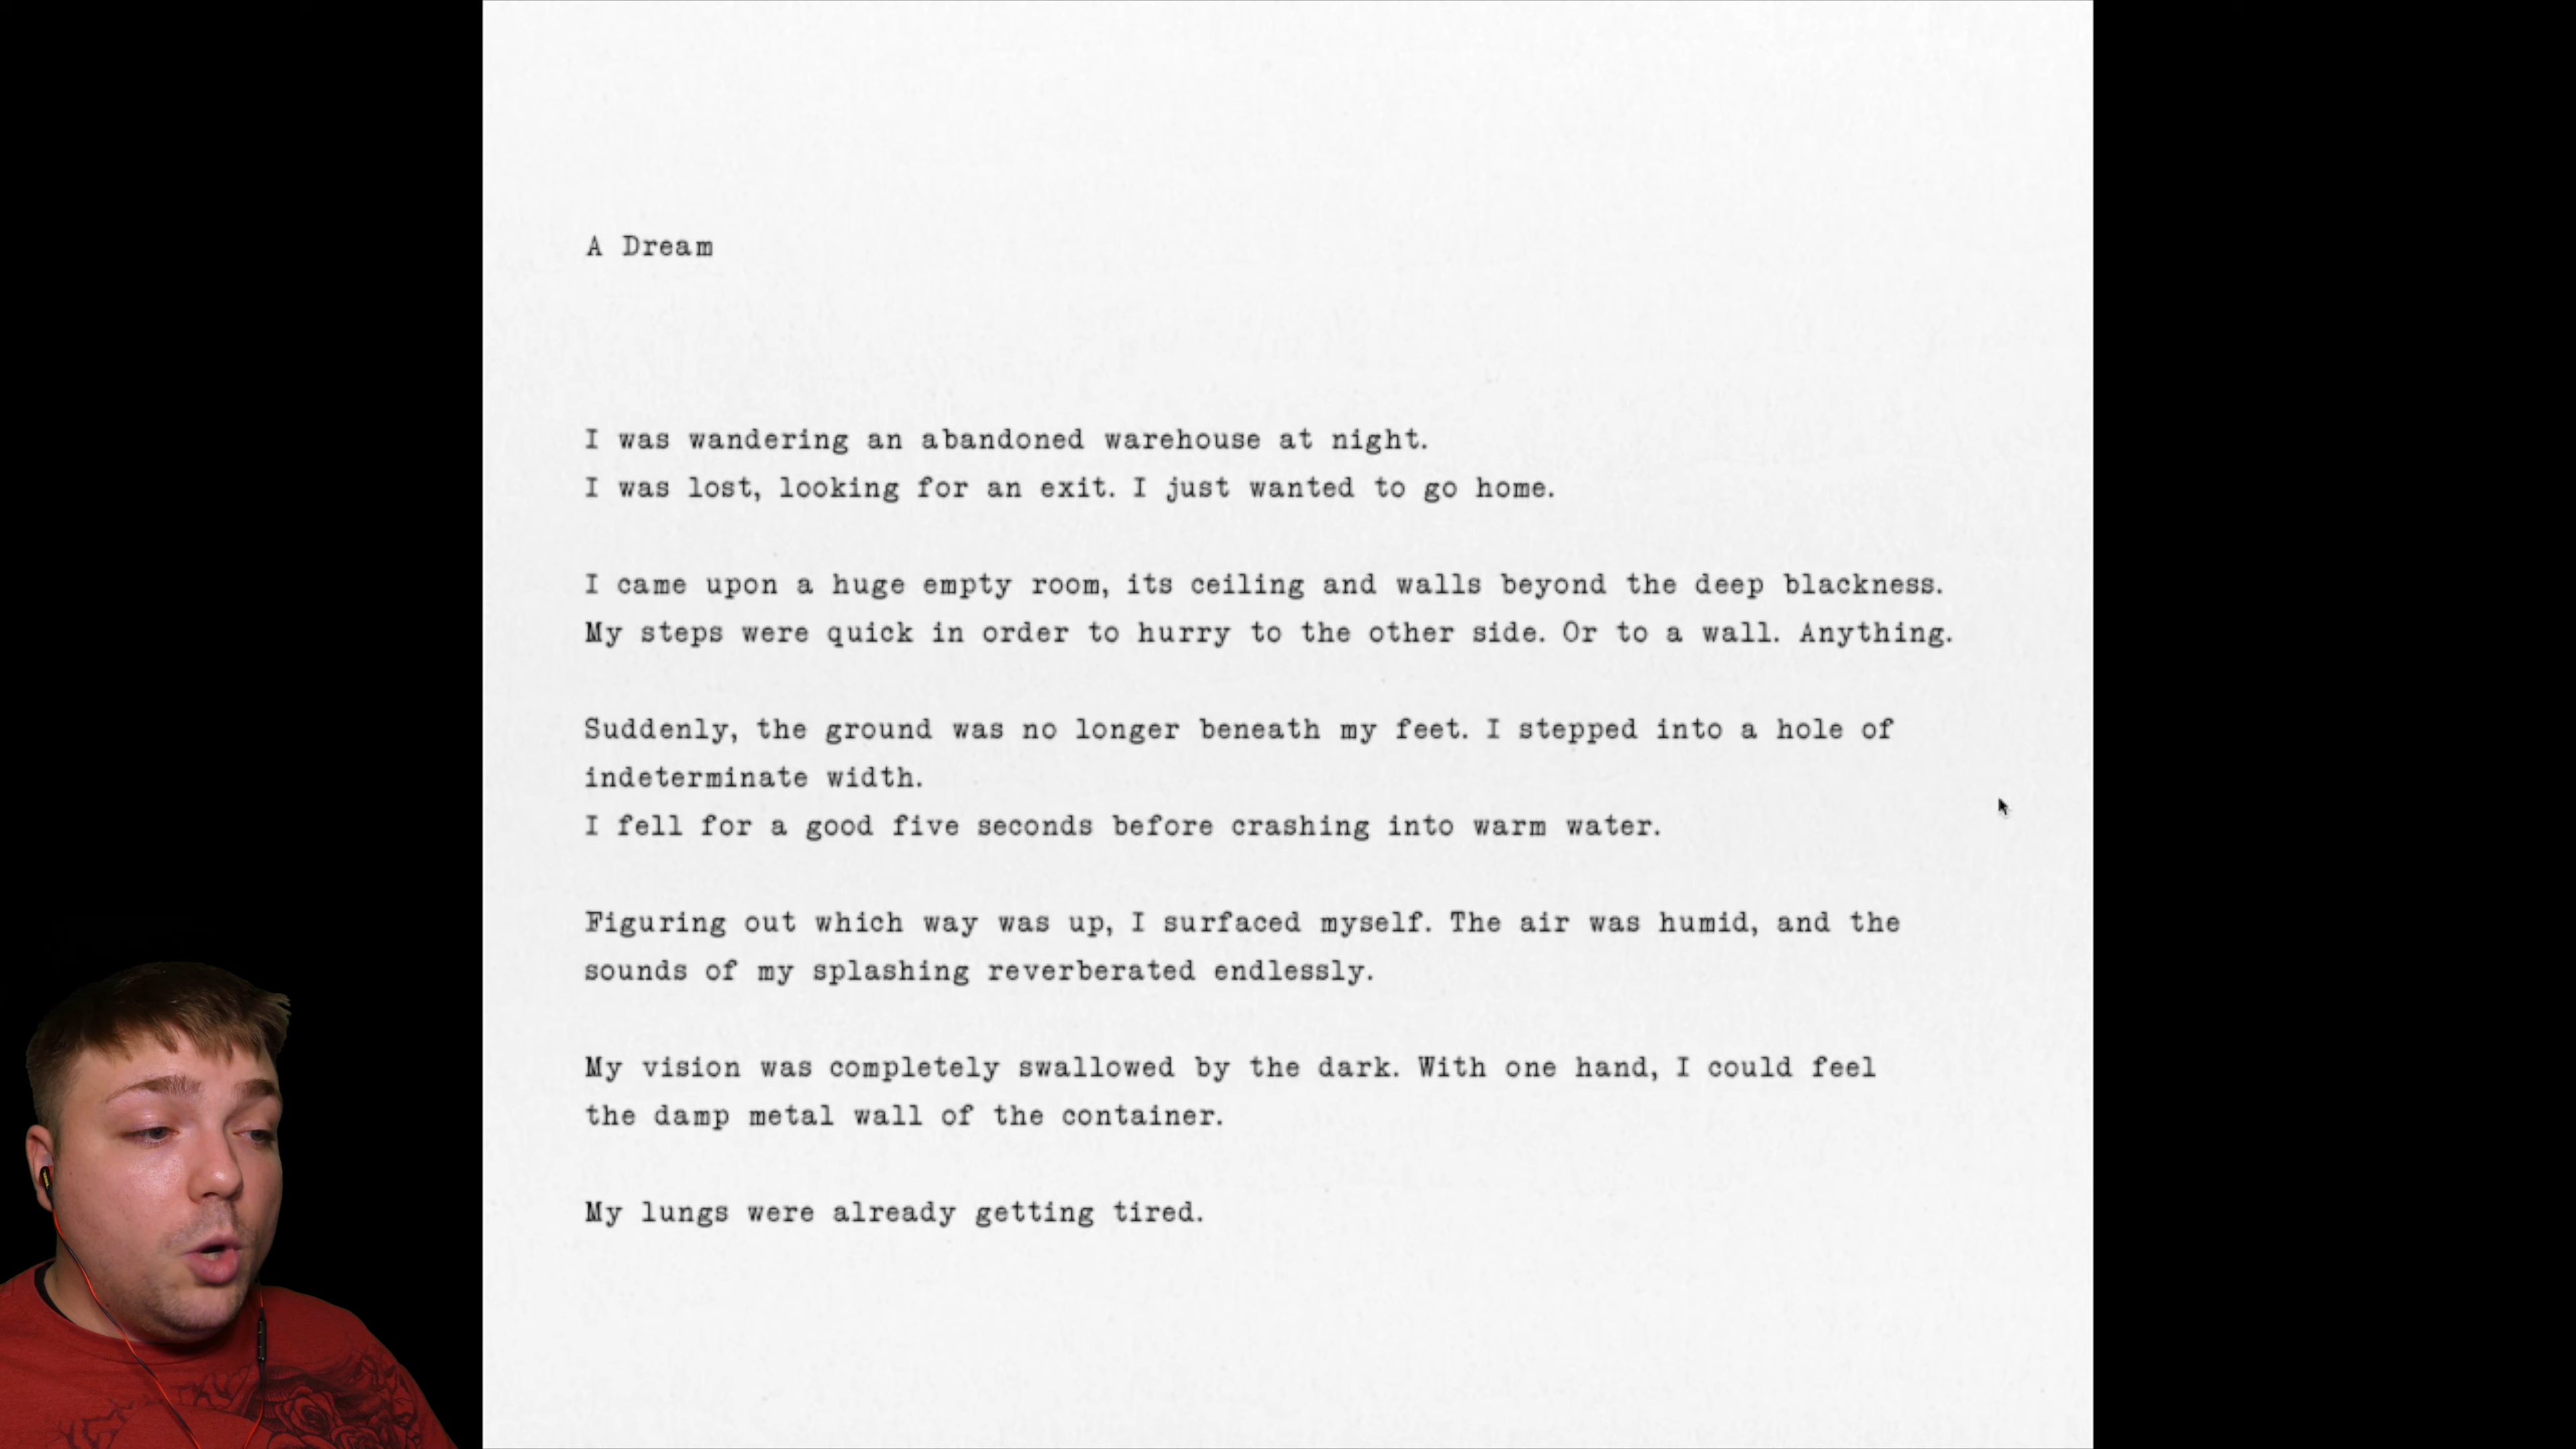 A Dream
I was wandering an abandoned warehouse at night.
I was lost, looking for an exit. I just wanted to go home.
I came upon a huge empty room, its ceiling and walls beyond the deep blackness.
My steps were quick in order to hurry to the other side. Or to a wall. Anything.
Suddenly, the ground was no longer beneath my feet. I stepped into a hole of
indeterminate width.
I fell for a good five seconds before crashing into warm water.
Figuring out which way was up, I surfaced myself. The air was humid, and the
sounds of my splashing reverberated endlessly.
My vision was completely swallowed by the dark. With one hand, I could feel
the damp metal wall of the container.
My lungs were already getting tired.